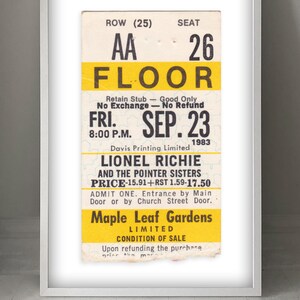 ROW (25) SEAT
AA 26
FLOOR
Retain Stub — Good Only
No Exchange — No Refund
FRI. SEP. 23
8:00 P.M. 1983
Davis Printing Limited
LIONEL RICHIE
AND THE POINTER SISTERS
PRICE-15.91+RST 1.59-17.50
ADMIT ONE. Entrance by Main
Door or by Church Street Door.
Maple Leaf Gardens
LIMITED
CONDITION OF SALE
Upon refunding the purchase